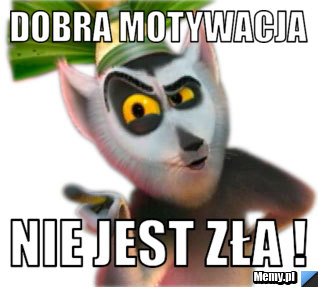 DOBRA MOTYWACJA
NIE JEST ZŁA !
Memy.pl